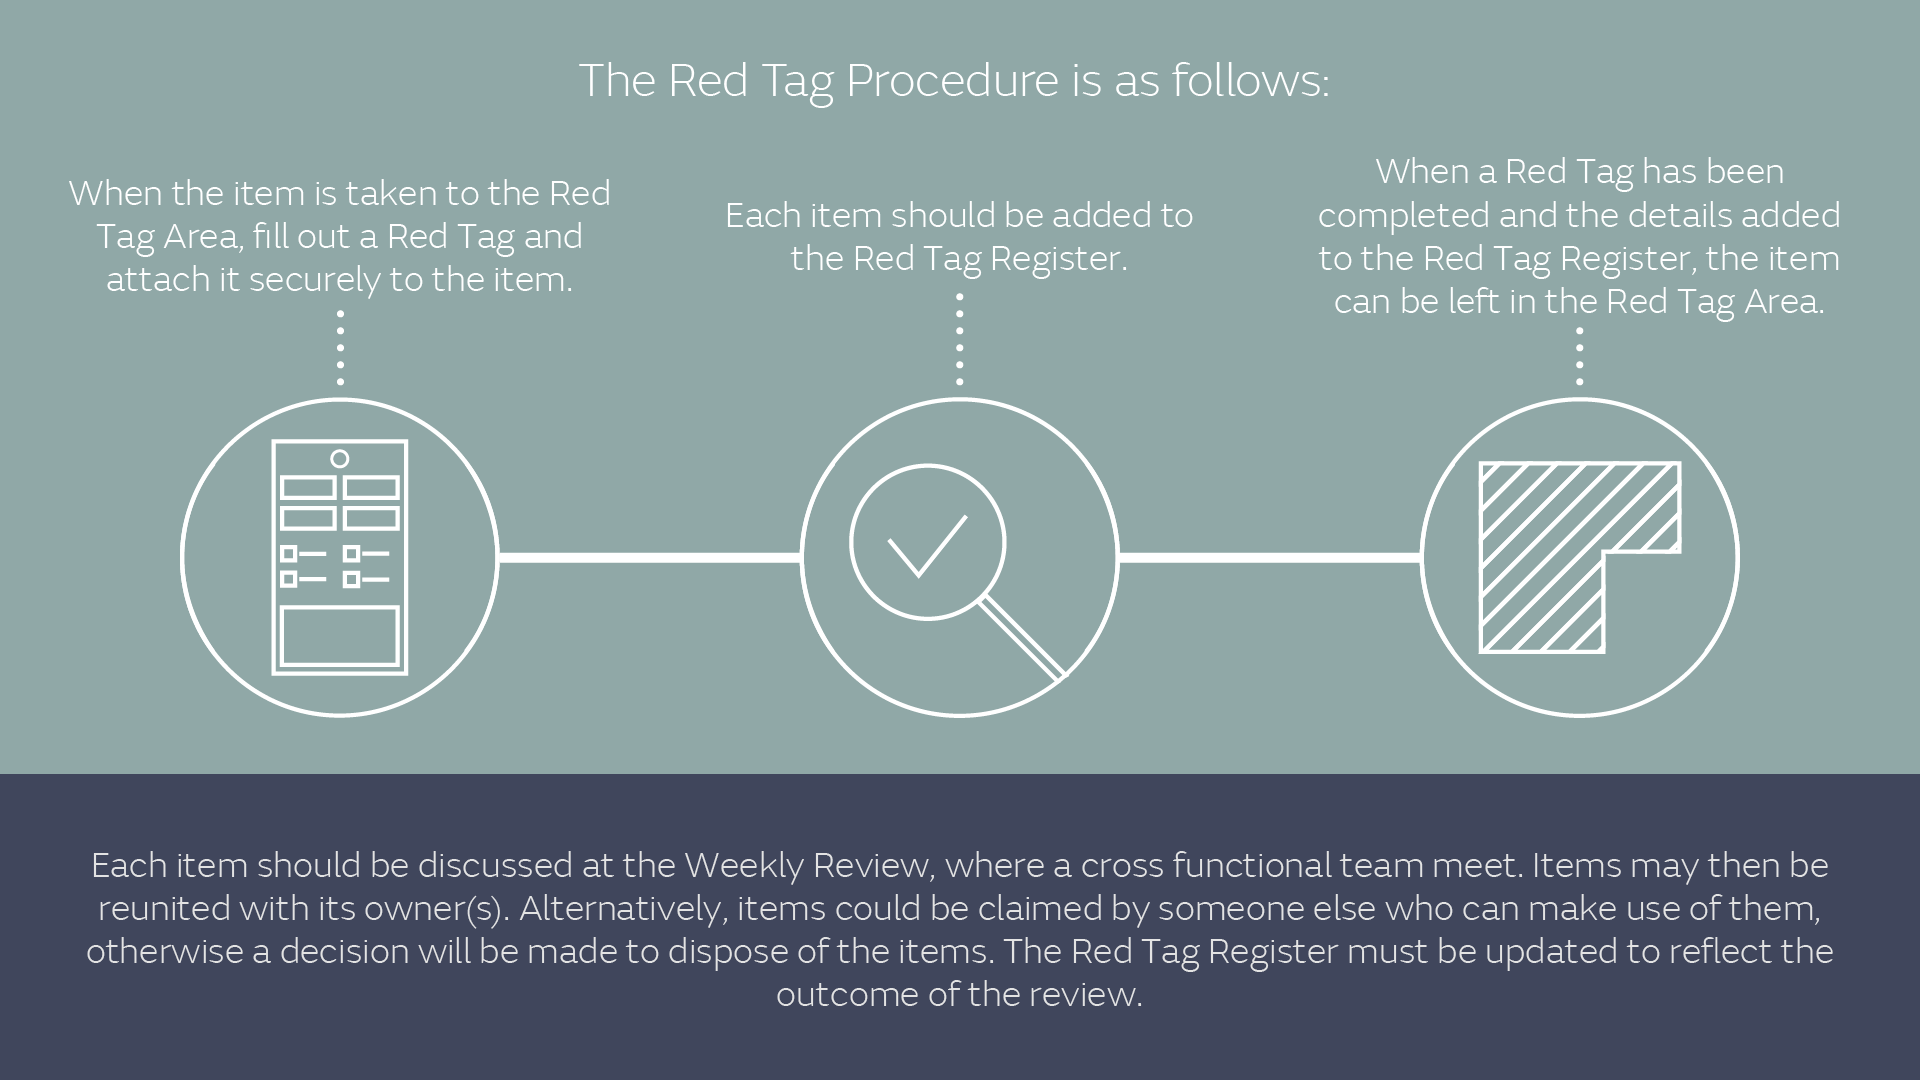 The Red Tag Procedure is as follows:
When the item is taken to the Red
Tag Area, fill out a Red Tag and
attach it securely to the item.
Each item should be added to
the Red Tag Register.
When a Red Tag has been
completed and the details added
to the Red Tag Register, the item
can be left in the Red Tag Area.
Each item should be discussed at the Weekly Review, where a cross functional team meet. Items may then be
reunited with its owner(s). Alternatively, items could be claimed by someone else who can make use of them,
otherwise a decision will be made to dispose of the items. The Red Tag Register must be updated to reflect the
outcome of the review.